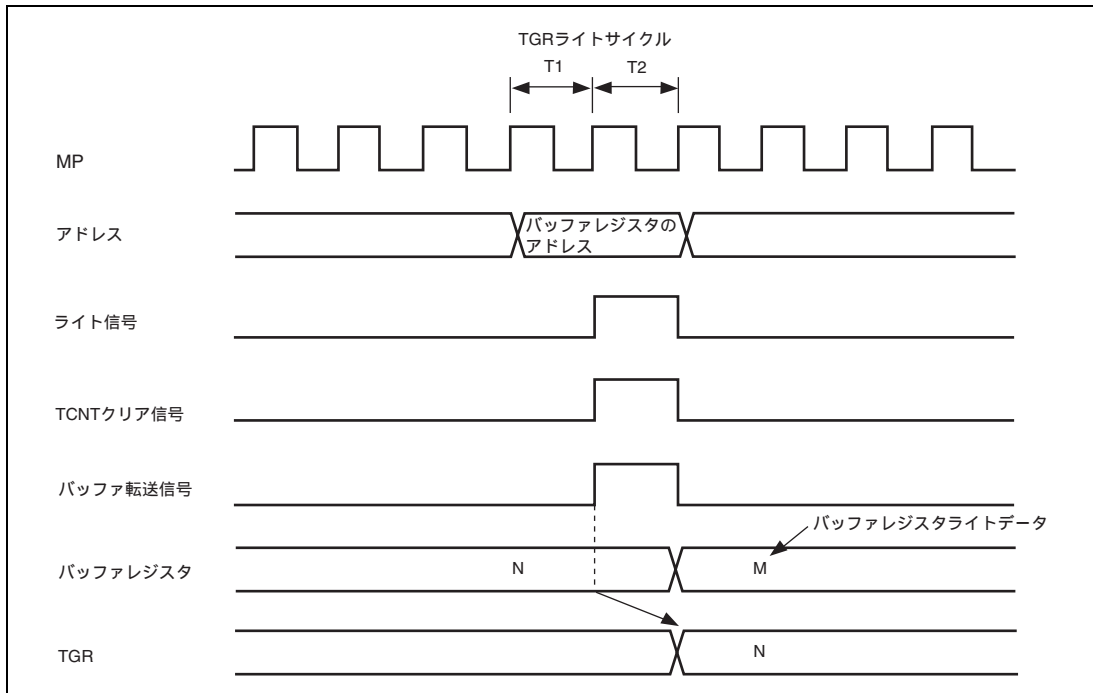 TGRライトサイクル
T1
T2
MP
アドレス
バッファレジスタの
アドレス
ライト信号
TCNTクリア信号
バッファ転送信号
バッファレジスタライトデータ
バッファレジスタ
N
M
TGR
N